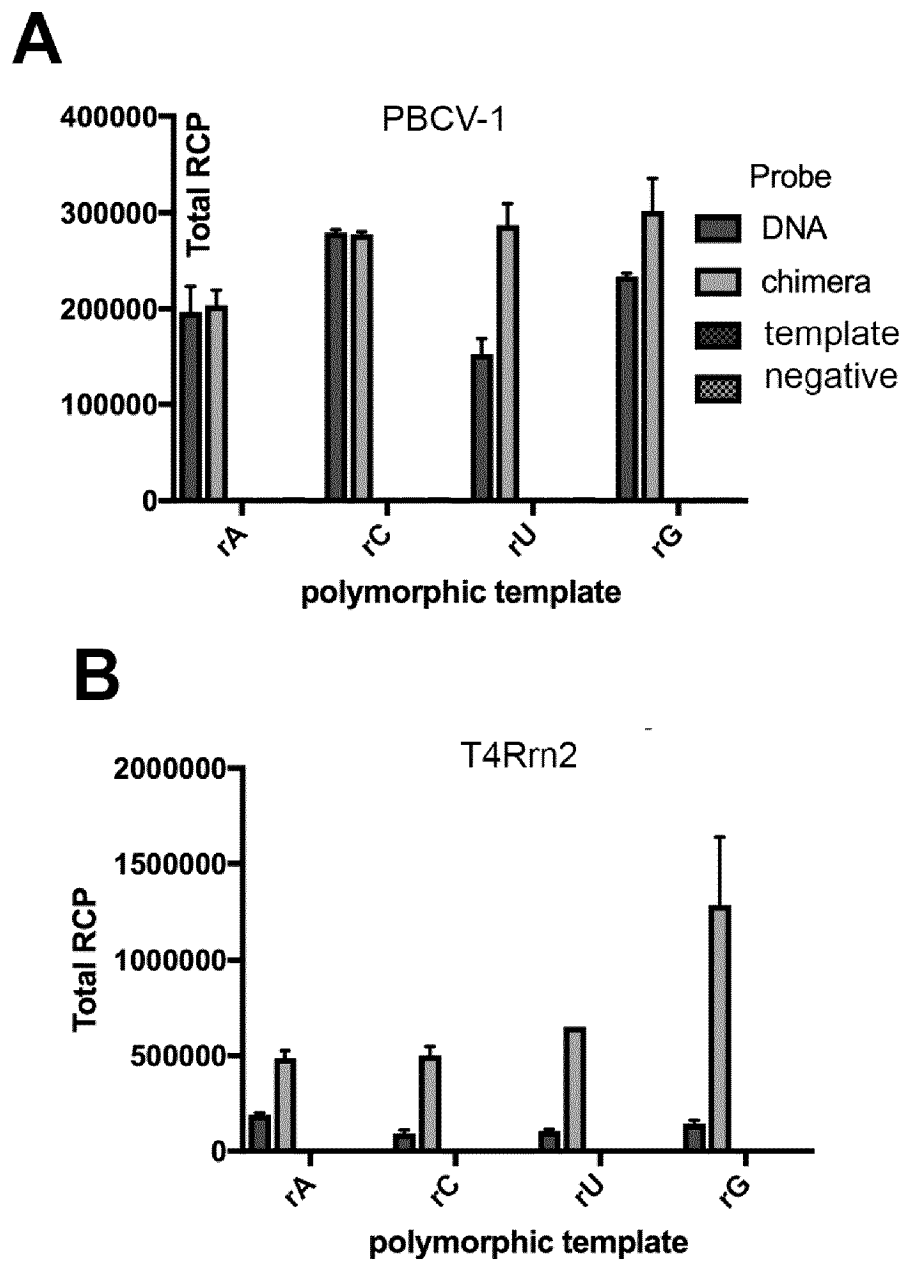 A
PBCV-1
Total RCP
400000
300000
200000
100000
0
rA
rC
rU
rG
polymorphic template
Probe
DNA
chimera
template
negative
B
T4Rrn2
Total RCP
2000000
1500000
1000000
500000
0
rA
rC
rU
rG
polymorphic template